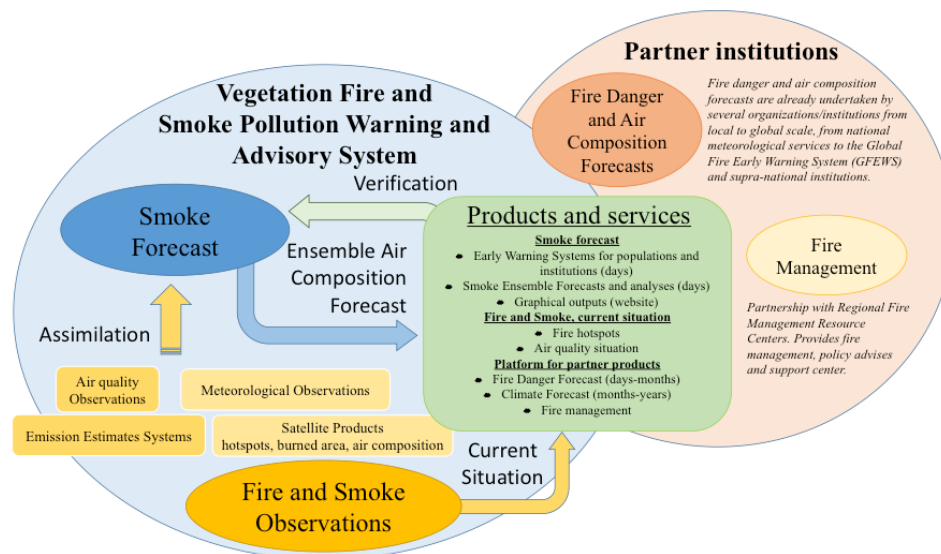 Partner institutions
Fire danger and air composition
forecasts are already undertaken by
several organizations/institutions from
local to global scale, from national
meteorological services to the Global
Fire Early Warning System (GFEWS)
and supra-national institutions.
Fire Danger
and Air
Composition
Forecasts
Vegetation Fire and
Smoke Pollution Warning and
Advisory System
Verification
Smoke
Forecast
Ensemble Air
Composition
Forecast
Products and services
Smoke forecast
Early Warning Systems for populations and
institutions (days)
Smoke Ensemble Forecasts and analyses (days)
Graphical outputs (website)
Fire and Smoke, current situation
Fire hotspots
Air quality situation
Platform for partner products
Fire Danger Forecast (days-months)
Climate Forecast (months-years)
Fire management
Fire
Management
Partnership with Regional Fire
Management Resource
Centers. Provides fire
management, policy advises
and support center.
Assimilation
Air quality
Observations
Meteorological Observations
Emission Estimates Systems
Satellite Products
hotspots, burned area, air composition
Current
Situation
Fire and Smoke
Observations